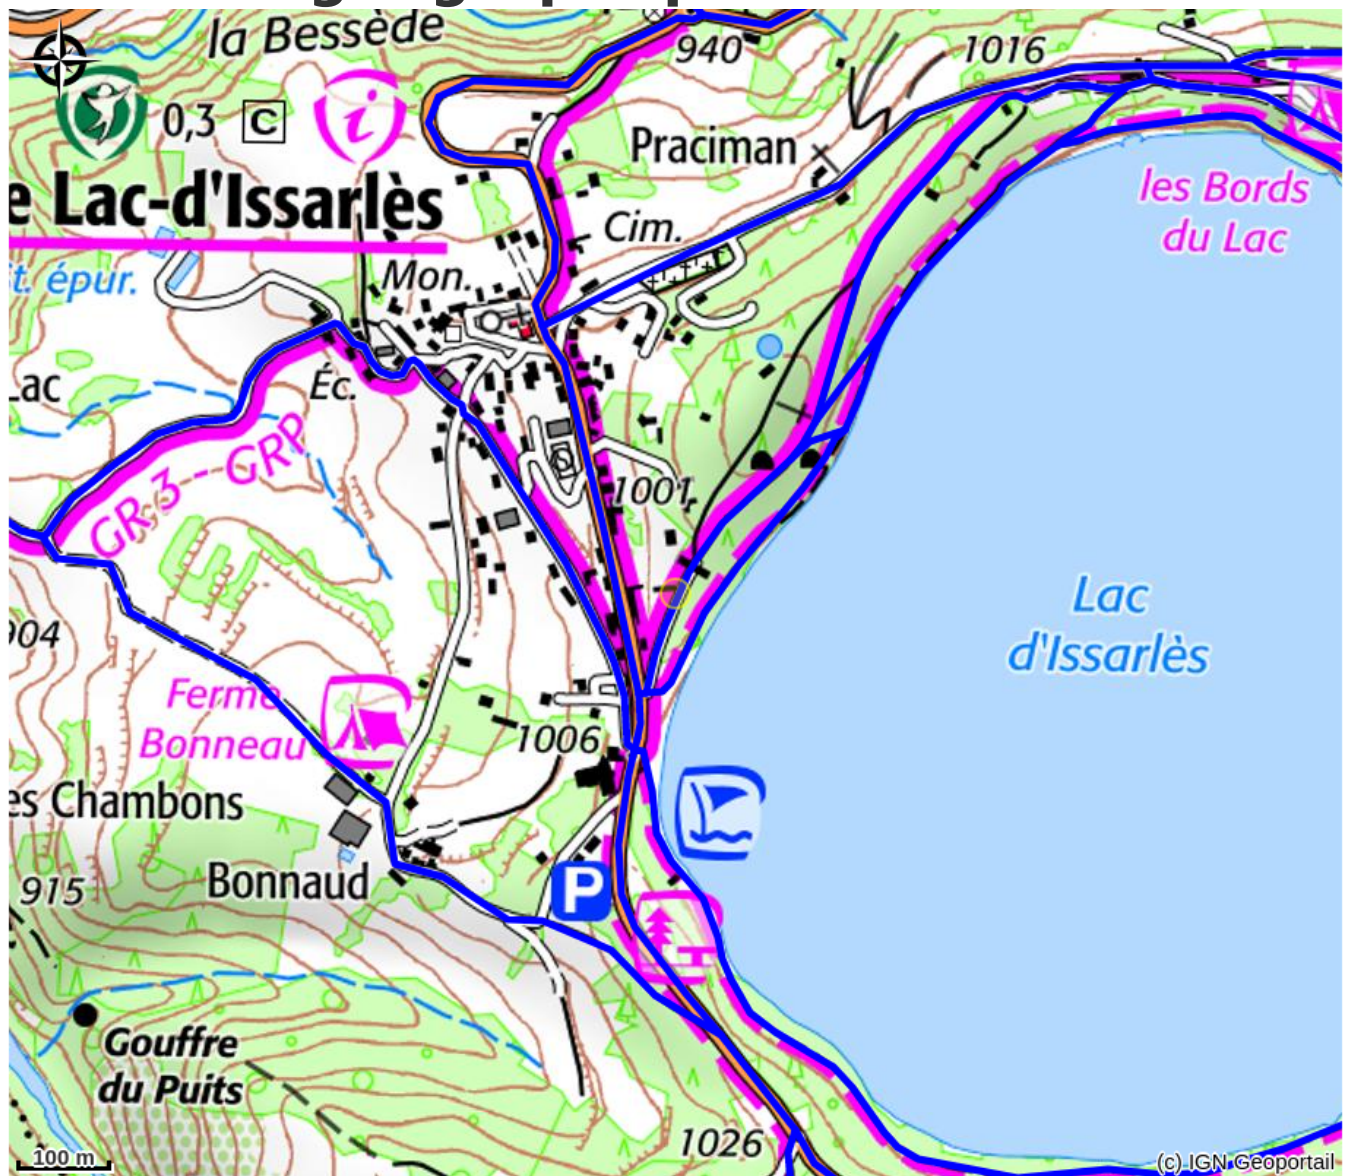 la Bessède
940
1016
0,3 C
i
Praciman
e Lac-d'Issarlès
les Bords
du Lac
Cim.
t. épur.
Mon.
Lac
Éc.
GR 3 - GRP
1001
Lac
d'Issarlès
904
Ferme
Bonneau
1006
es Chambons
P
Bonnaud
915
Gouffre
du Puits
1026
100 m
(c) IGN Geoportail